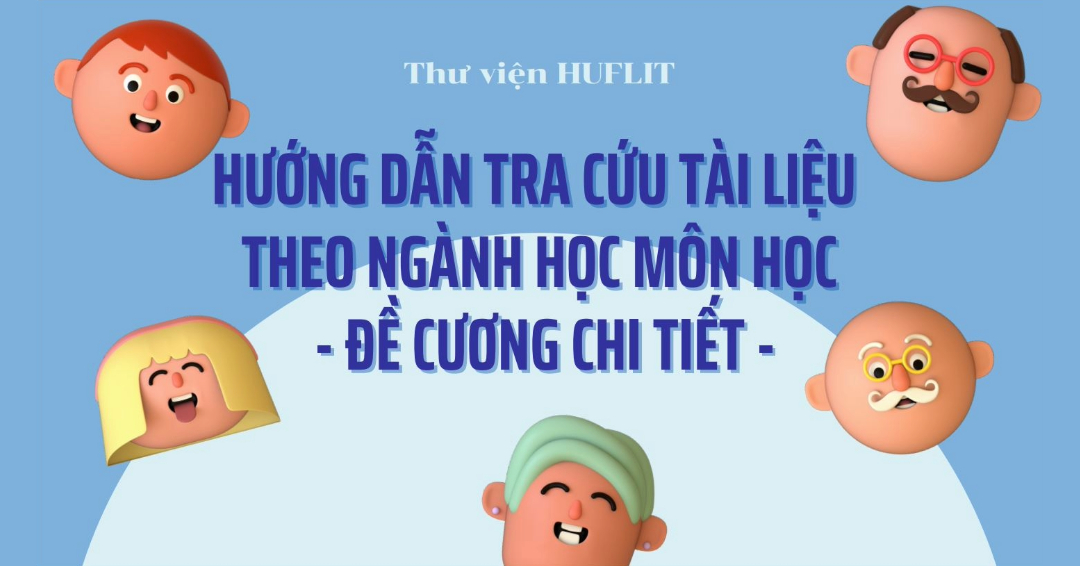 Thư viện HUFLIT
HƯỚNG DẪN TRA CỨU TÀI LIỆU
THEO NGÀNH HỌC MÔN HỌC
- ĐỀ CƯƠNG CHI TIẾT -